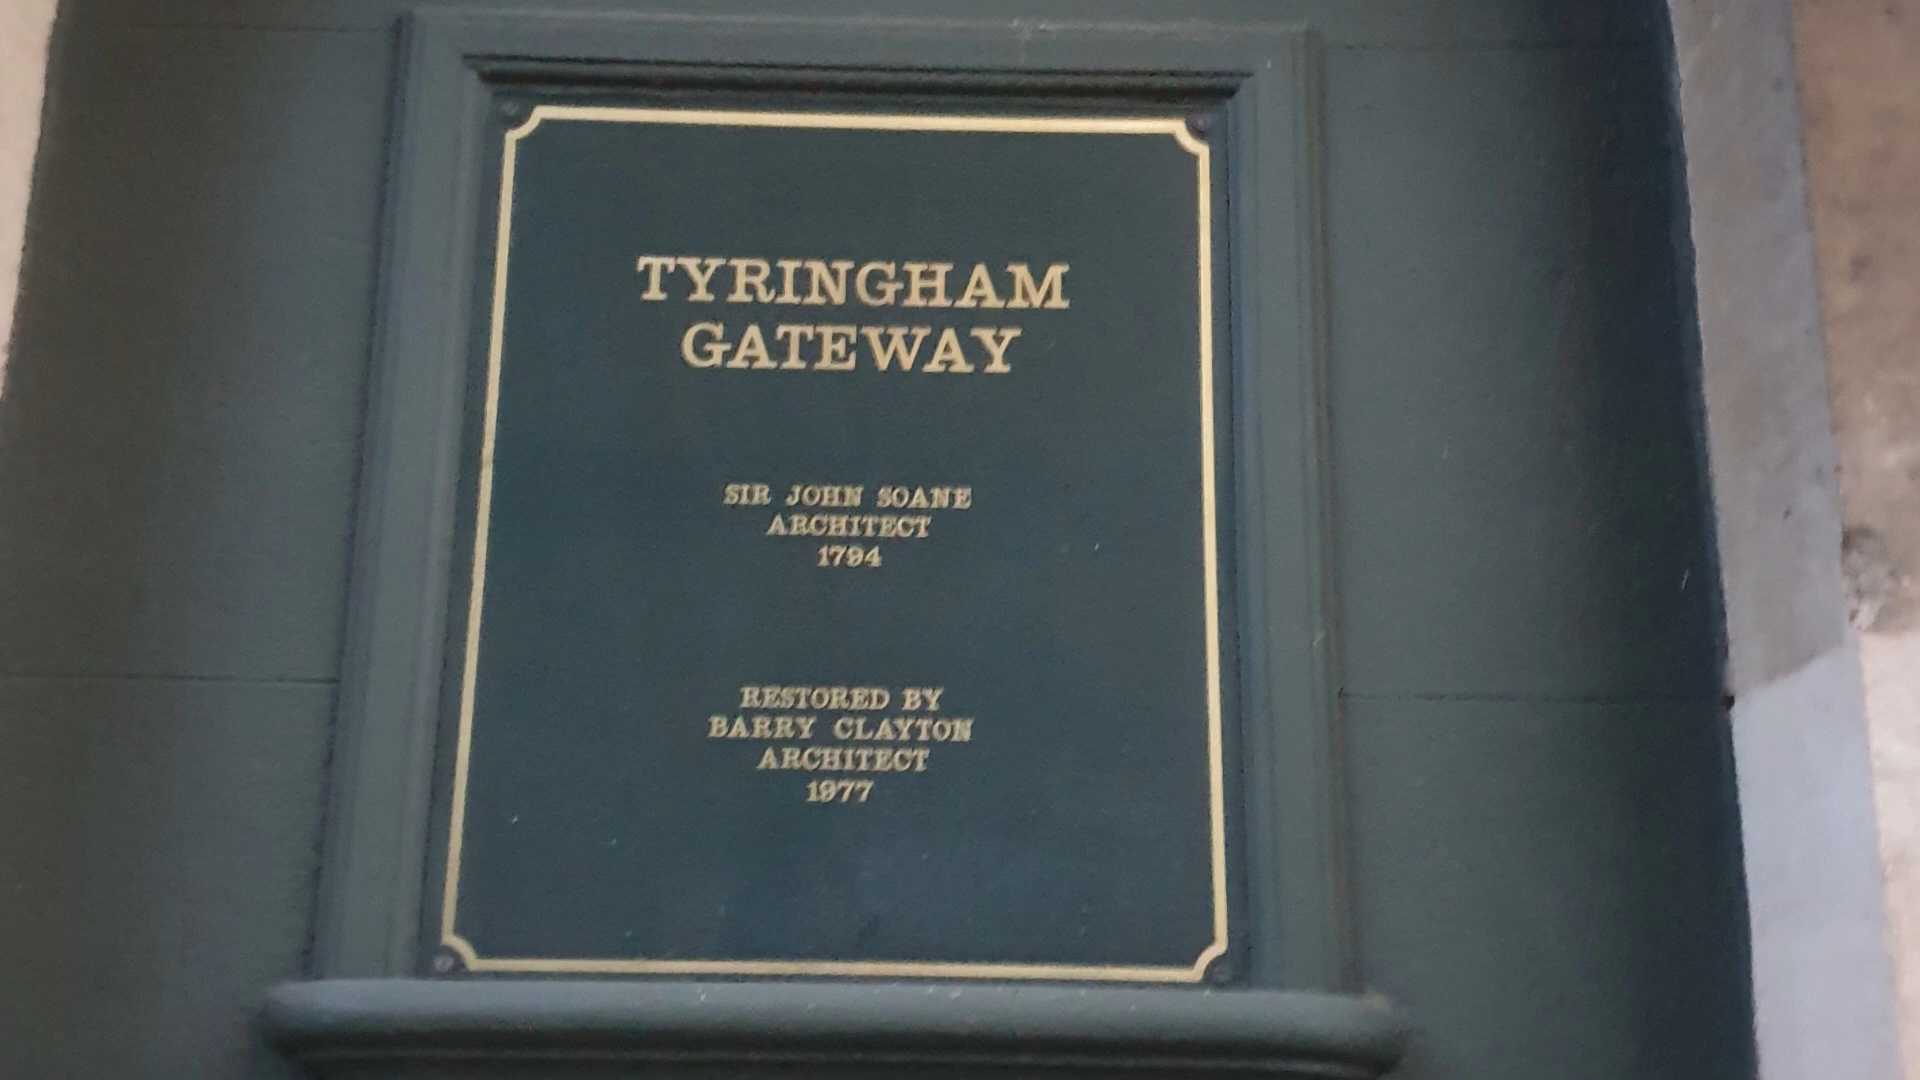 TYRINGHAM
GATEWAY
SIR JOHN SOANE
ARCHITECT
1794
RESTORED BY
BARRY CLAYTON
ARCHITECT
1977